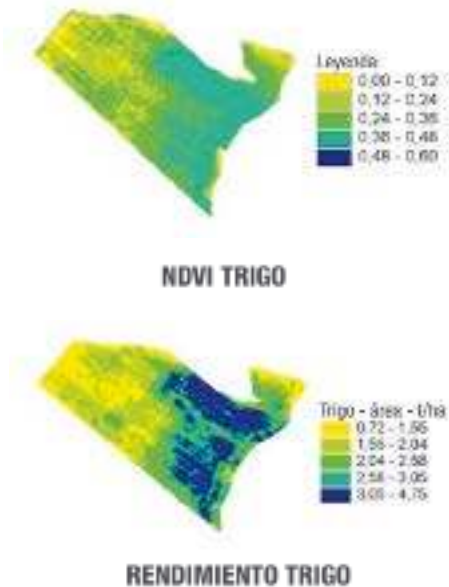 Leyenda
0,00 - 0,12
0,12 - 0,24
0,24 - 0,36
0,36 - 0,48
0,48 - 0,60
NDVI TRIGO
Trigo - área - t/ha
0,72 - 1,55
1,55 - 2,04
2,04 - 2,58
2,58 - 3,05
3,05 - 4,75
RENDIMIENTO TRIGO